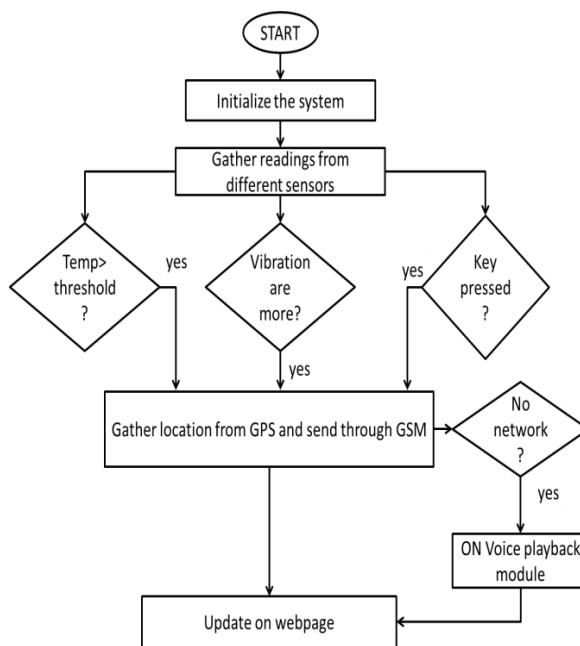 START
Initialize the system
Gather readings from
different sensors
Temp>
threshold
?
yes
Vibration
are
more?
yes
yes
Key
pressed
?
Gather location from GPS and send through GSM
No
network
?
yes
ON Voice playback
module
Update on webpage